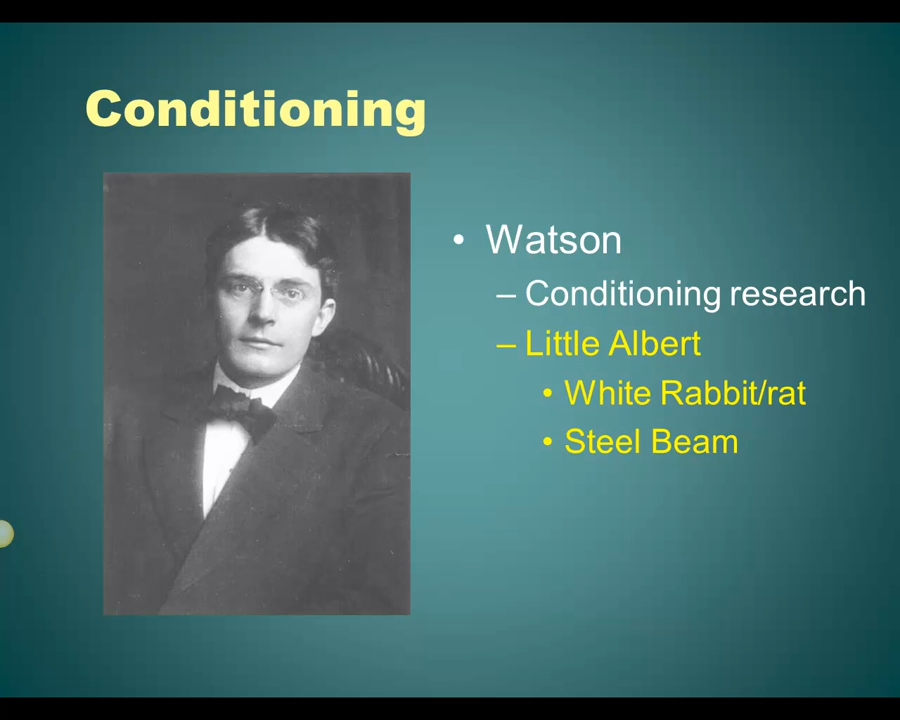 Conditioning
• Watson
– Conditioning research
– Little Albert
• White Rabbit/rat
• Steel Beam